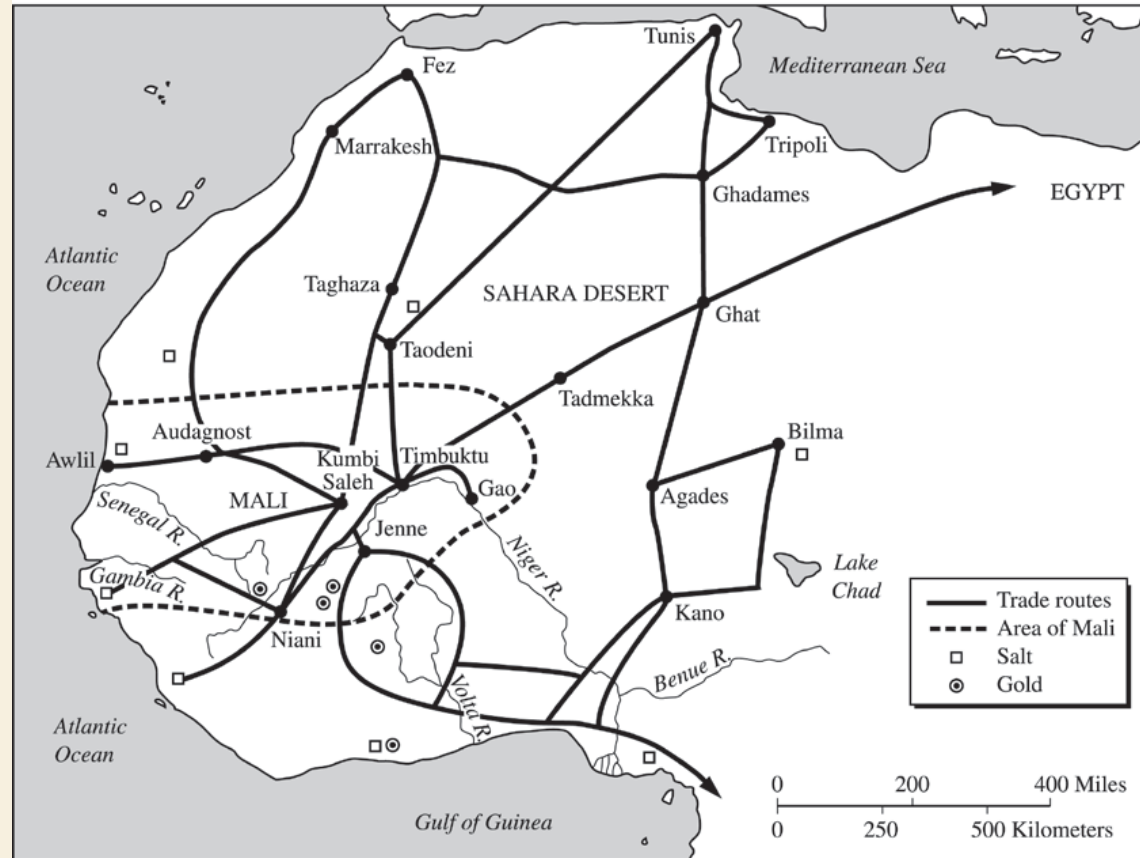 Tunis
Mediterranean Sea
Fez
Marrakesh
Tripoli
Ghadames
EGYPT
Atlantic
Ocean
Taghaza
SAHARA DESERT
Ghat
Taodeni
Tadmekka
Audagnost
Bilma
Awlil
Kumbi
Saleh
Timbuktu
MALI
Gao
Agades
Senegal R.
Jenne
Niger R.
Lake
Chad
Gambia R.
Kano
Niani
Benue R.
Volta R.
Trade routes
Area of Mali
Salt
Gold
Atlantic
Ocean
Gulf of Guinea
0 200 400 Miles
0 250 500 Kilometers